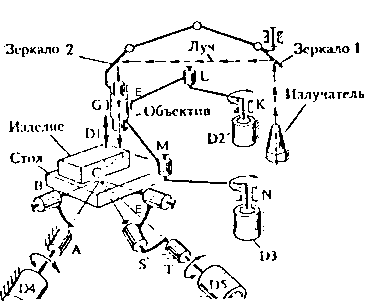 Зеркало 2
Луч
Зеркало 1
L
G
E
K
Излучатель
Объектив
Изделие
D1
D2
Стол
M
C
B
N
E
A
S
T
D3
D4
D5